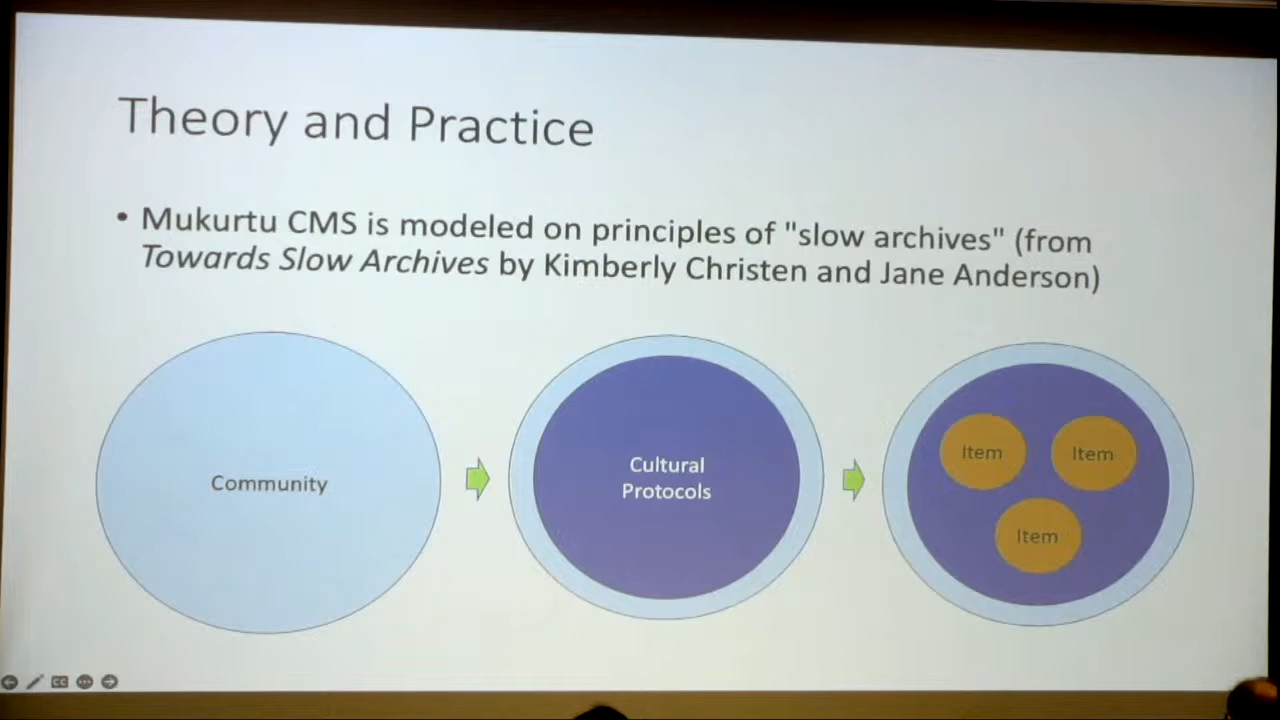 Theory and Practice
• Mukurtu CMS is modeled on principles of "slow archives" (from
Towards Slow Archives by Kimberly Christen and Jane Anderson)
Community
Cultural
Protocols
Item
Item
Item
CC